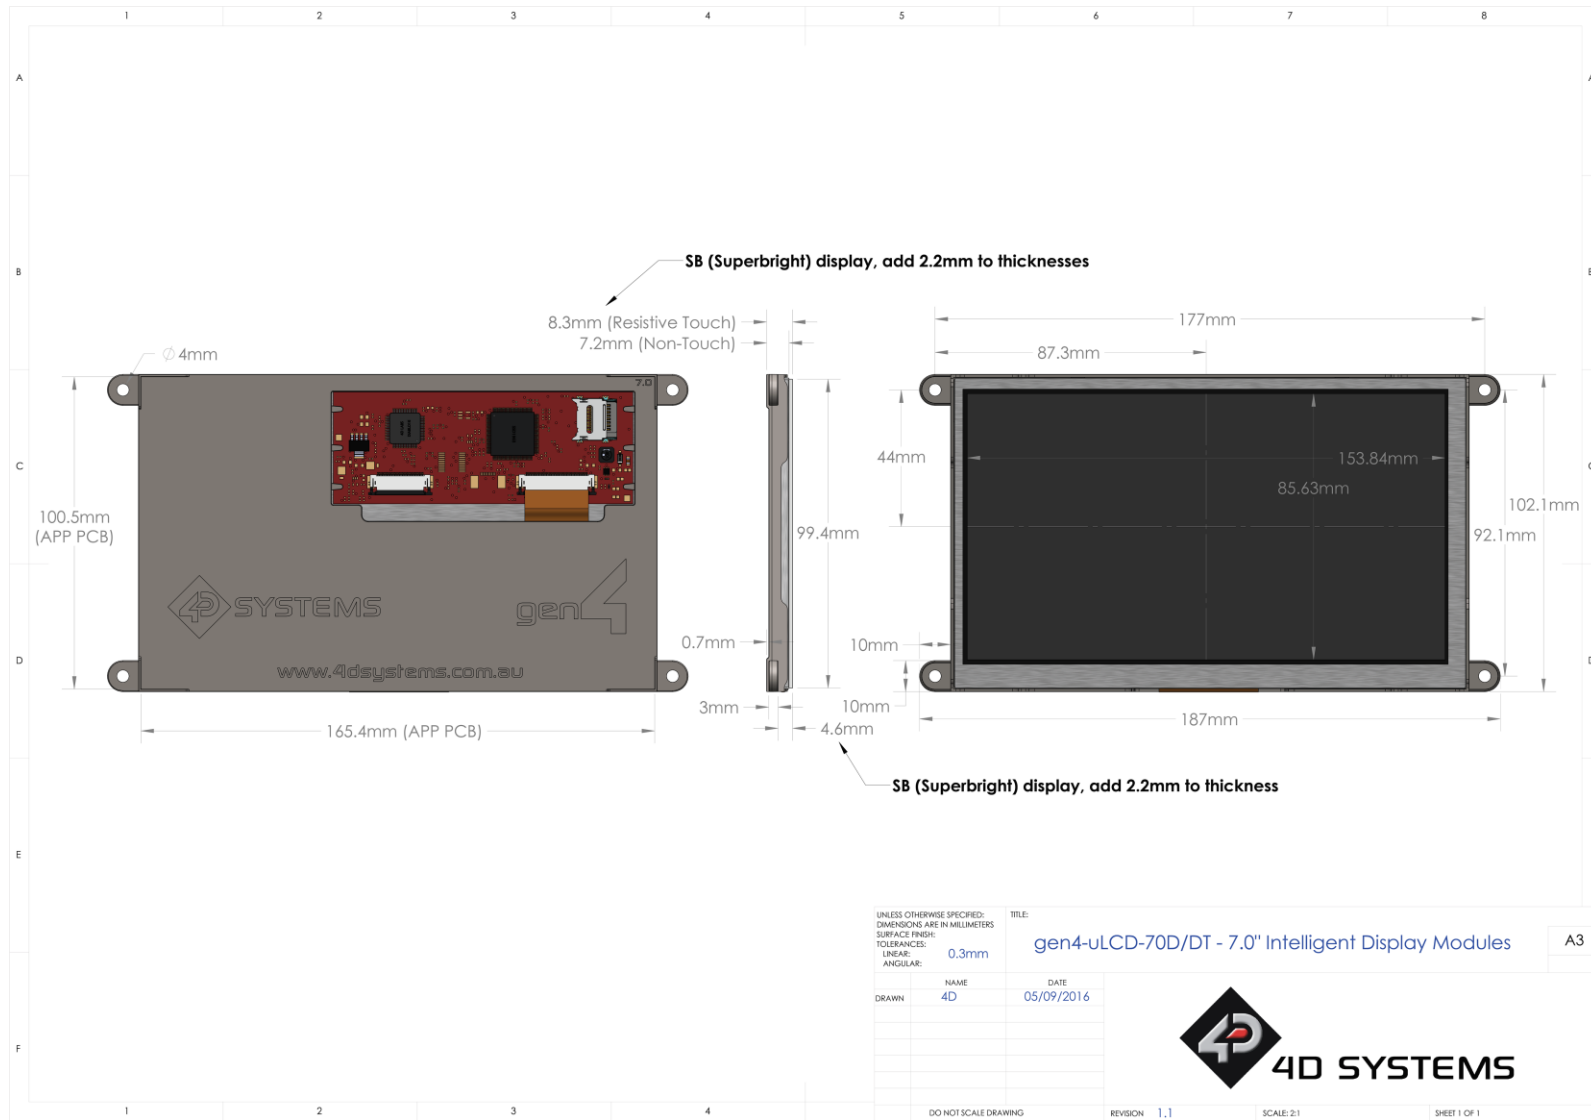 1 2 3 4 5 6 7 8
A
A
B
B
SB (Superbright) display, add 2.2mm to thicknesses
8.3mm (Resistive Touch)
7.2mm (Non-Touch)
177mm
87.3mm
Ø 4mm
7.0
C
44mm
153.84mm
85.63mm
102.1mm
92.1mm
100.5mm
(APP PCB)
99.4mm
4D SYSTEMS
gen4
www.4dsystems.com.au
D
D
0.7mm
10mm
3mm
10mm
4.6mm
187mm
165.4mm (APP PCB)
SB (Superbright) display, add 2.2mm to thickness
E
F
UNLESS OTHERWISE SPECIFIED:
DIMENSIONS ARE IN MILLIMETERS
SURFACE FINISH:
TOLERANCES:
LINEAR: 0.3mm
ANGULAR:
TITLE:
gen4-uLCD-70D/DT - 7.0" Intelligent Display Modules
A3
NAME DATE
DRAWN 4D 05/09/2016
4D SYSTEMS
DO NOT SCALE DRAWING
REVISION 1.1
SCALE: 2:1
SHEET 1 OF 1
1 2 3 4